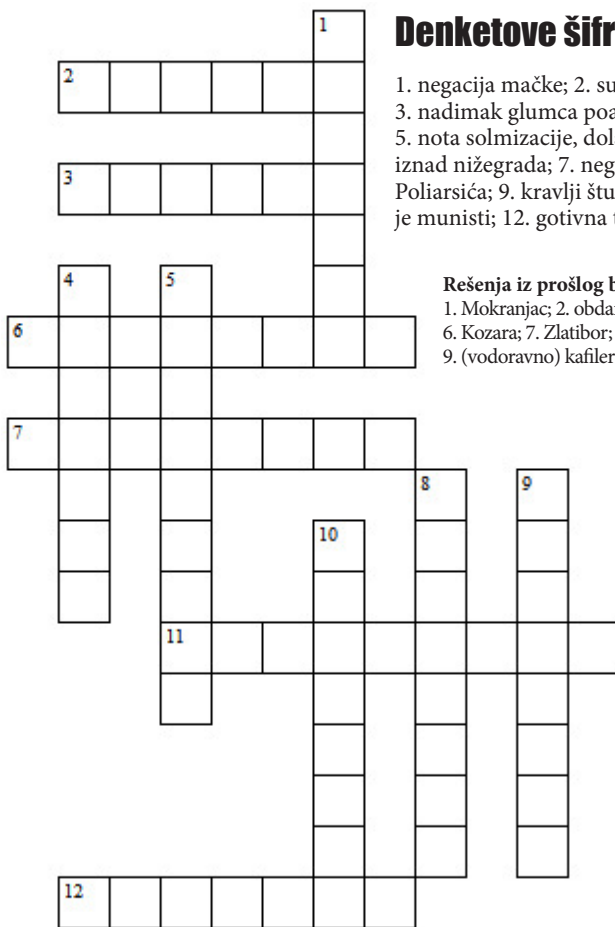 Denketove šifr
1. negacija mačke; 2. su
3. nadimak glumca poa
5. nota solmizacije, dol
iznad nižegrada; 7. neg
Poliarsića; 9. kravlji štu
je munisti; 12. gotivna t
Rešenja iz prošlog b
1. Mokranjac; 2. obda
6. Kozara; 7. Zlatibor;
9. (vodoravno) kafiler
1
2
3
4 5
6
7
8 9
10
11
12